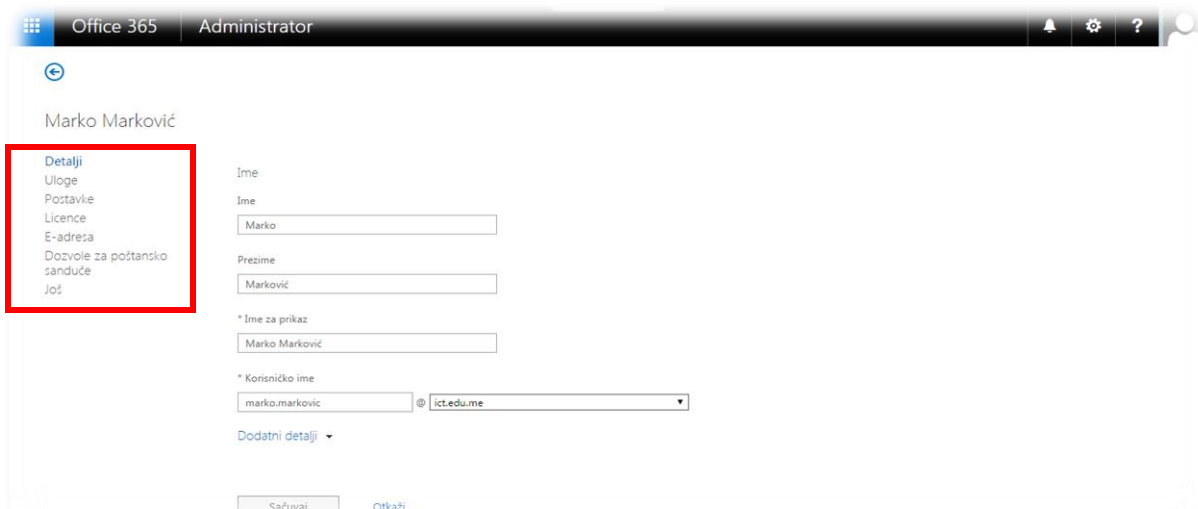 Office 365 Administrator ?
Marko Marković
Detalji
Uloge
Postavke
Licence
E-adresa
Dozvole za poštansko
sanduče
Još
Ime
Ime
Marko
Prezime
Marković
* Ime za prikaz
Marko Marković
* Korisničko ime
marko.markovic @ ict.edu.me
Dodatni detalji
Sačuvaj Otkaži